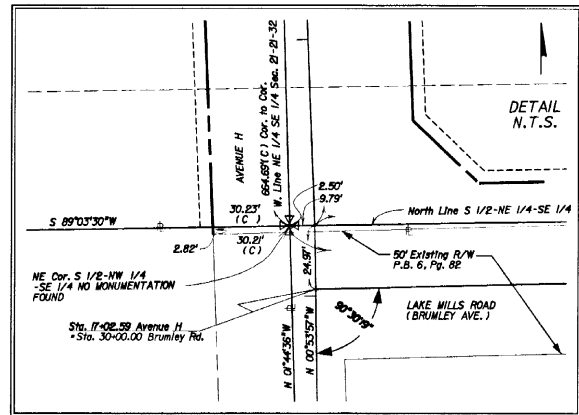 AVENUE H
664.69'(C) Cor. to Cor.
W. Line NE 1/4 SE 1/4 Sec. 21-21-32
DETAIL
N.T.S.
2.50'
9.79'
30.23'
(C)
S 89°03'30"W
North Line S 1/2-NE 1/4-SE 1/4
2.82'
30.21'
(C)
24.97'
50' Existing R/W
P.B. 6, Pg. 82
NE Cor. S 1/2-NW 1/4
-SE 1/4 NO MONUMENTATION
FOUND
LAKE MILLS ROAD
(BRUMLEY AVE.)
90°30'19"
Sta. 17+02.59 Avenue H
=Sta. 30+00.00 Brumley Rd.
N 01°44'36"W
N 00°53'57"W